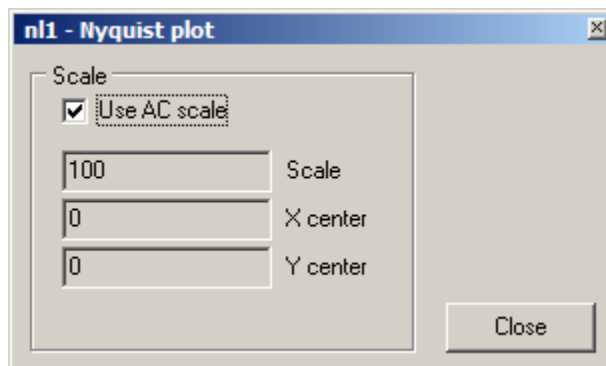 nl1 - Nyquist plot
Scale
Use AC scale
100 Scale
0 X center
0 Y center
Close